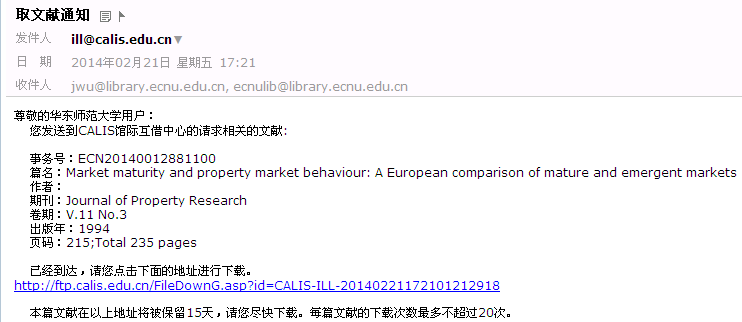 取文献通知
发件人 ill@calis.edu.cn
日 期 2014年02月21日 星期五 17:21
收件人 jwu@library.ecnu.edu.cn, ecnulib@library.ecnu.edu.cn
尊敬的华东师范大学用户：
您发送到CALIS馆际互借中心的请求相关的文献:
事务号：ECN20140012881100
篇名：Market maturity and property market behaviour: A European comparison of mature and emergent markets
作者：
期刊：Journal of Property Research
卷期：V.11 No.3
出版年：1994
页码：215;Total 235 pages
已经到达，请您点击下面的地址进行下载。
http://ftp.calis.edu.cn/FileDownG.asp?id=CALIS-ILL-20140221172101212918
本篇文献在以上地址将被保留15天，请您尽快下载。每篇文献的下载次数最多不超过20次。